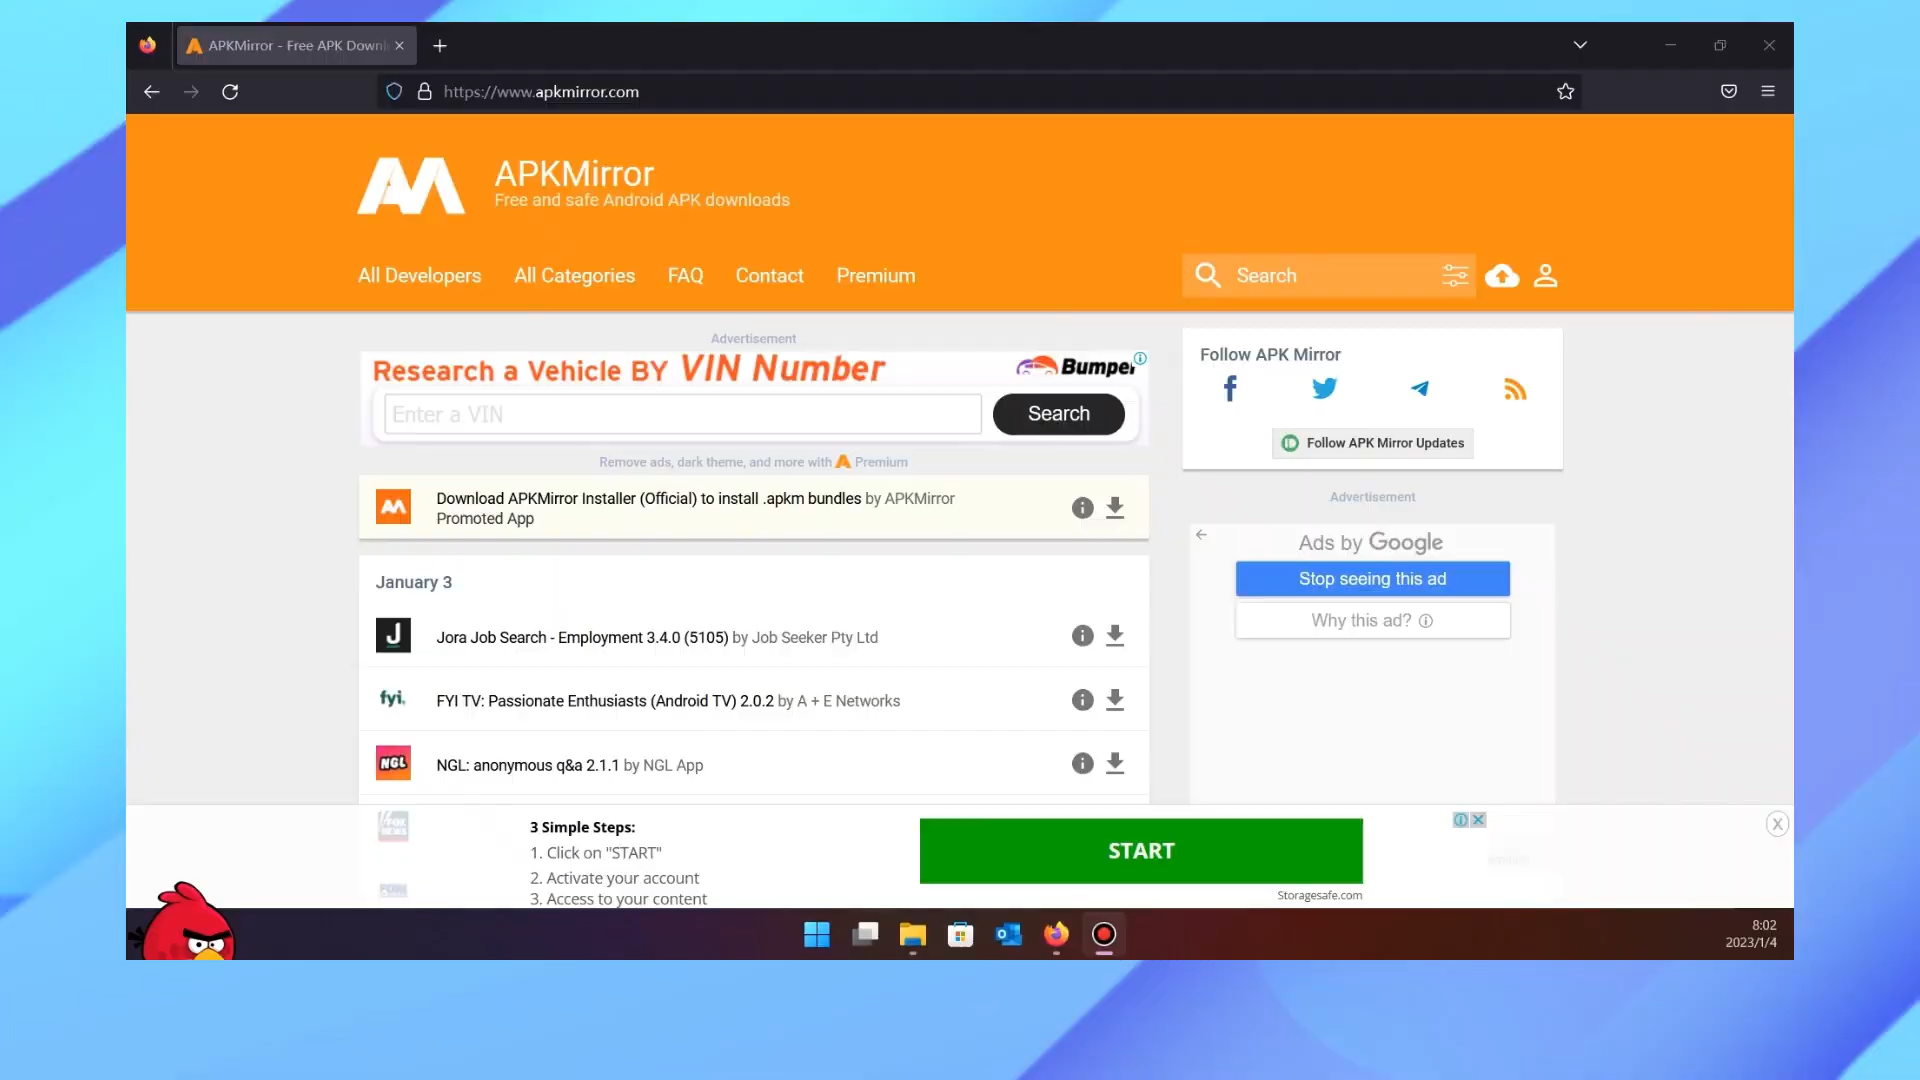 APKMirror - Free APK Downl
https://www.apkmirror.com
APKMirror
Free and safe Android APK downloads
All Developers
All Categories
FAQ
Contact
Premium
Search
Advertisement
Research a Vehicle BY VIN Number
Bumper
Enter a VIN
Search
Remove ads, dark theme, and more with Premium
Download APKMirror Installer (Official) to install .apkm bundles by APKMirror
Promoted App
January 3
J
Jora Job Search - Employment 3.4.0 (5105) by Job Seeker Pty Ltd
fyi.
FYI TV: Passionate Enthusiasts (Android TV) 2.0.2 by A + E Networks
NGL
NGL: anonymous q&a 2.1.1 by NGL App
Follow APK Mirror
Follow APK Mirror Updates
Advertisement
Ads by Google
Stop seeing this ad
Why this ad?
FOX
NEWS
3 Simple Steps:
1. Click on "START"
2. Activate your account
3. Access to your content
START
Storagesafe.com
8:02
2023/1/4